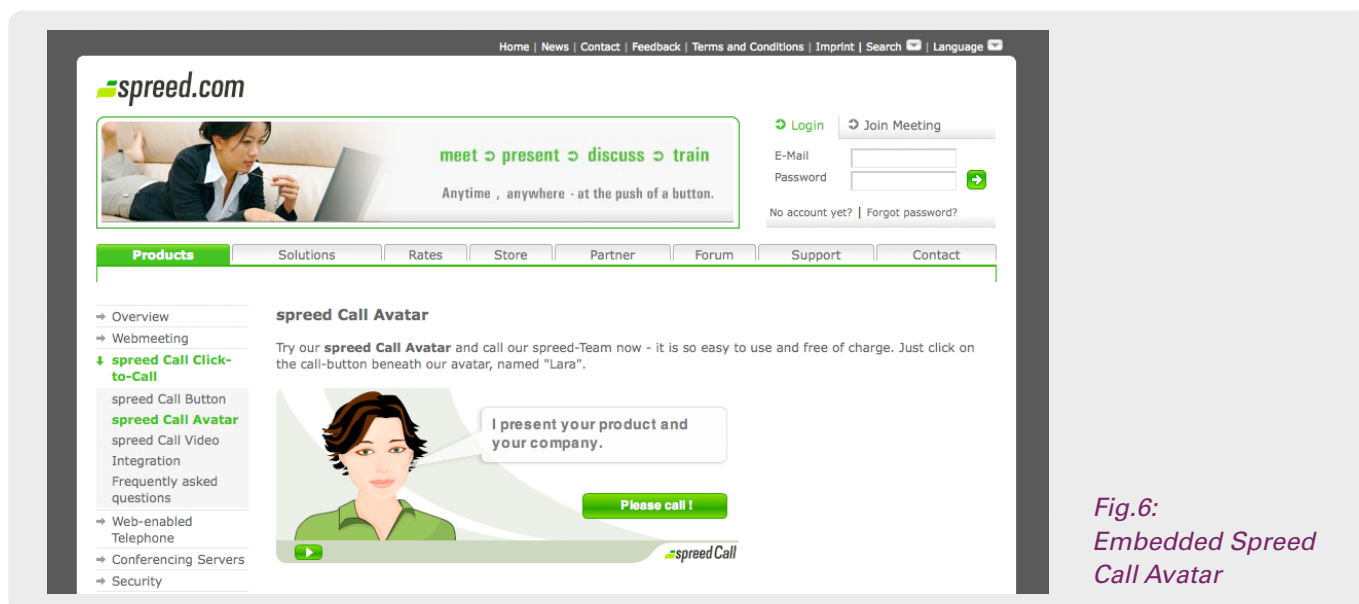 Home | News | Contact | Feedback | Terms and Conditions | Imprint | Search | Language
spreed.com
meet ➲ present ➲ discuss ➲ train
Anytime , anywhere · at the push of a button.
Login Join Meeting
E-Mail
Password
No account yet? | Forgot password?
Products Solutions Rates Store Partner Forum Support Contact
Overview
Webmeeting
spreed Call Click-
to-Call
spreed Call Button
spreed Call Avatar
spreed Call Video
Integration
Frequently asked
questions
Web-enabled
Telephone
Conferencing Servers
Security
spreed Call Avatar
Try our spreed Call Avatar and call our spreed-Team now - it is so easy to use and free of charge. Just click on
the call-button beneath our avatar, named "Lara".
I present your product and
your company.
Please call !
spreed Call
Fig.6:
Embedded Spreed
Call Avatar